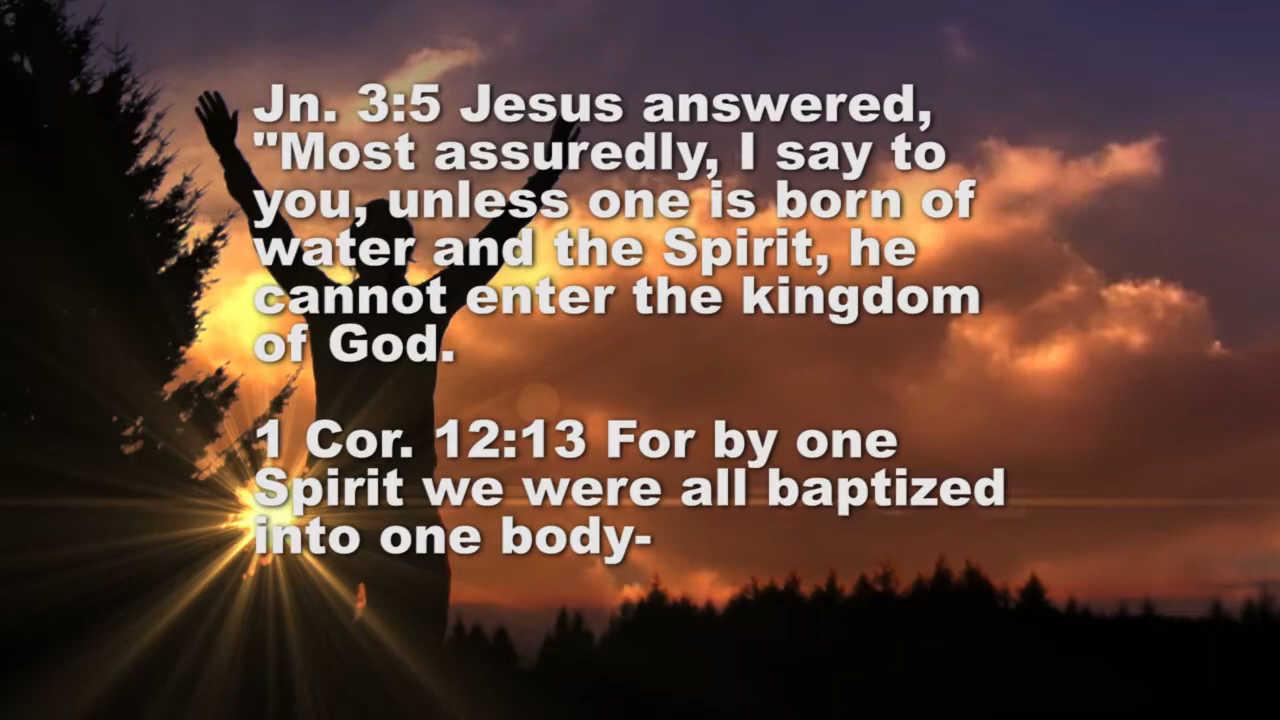 Jn. 3:5 Jesus answered,
"Most assuredly, I say to
you, unless one is born of
water and the Spirit, he
cannot enter the kingdom
of God.
1 Cor. 12:13 For by one
Spirit we were all baptized
into one body-